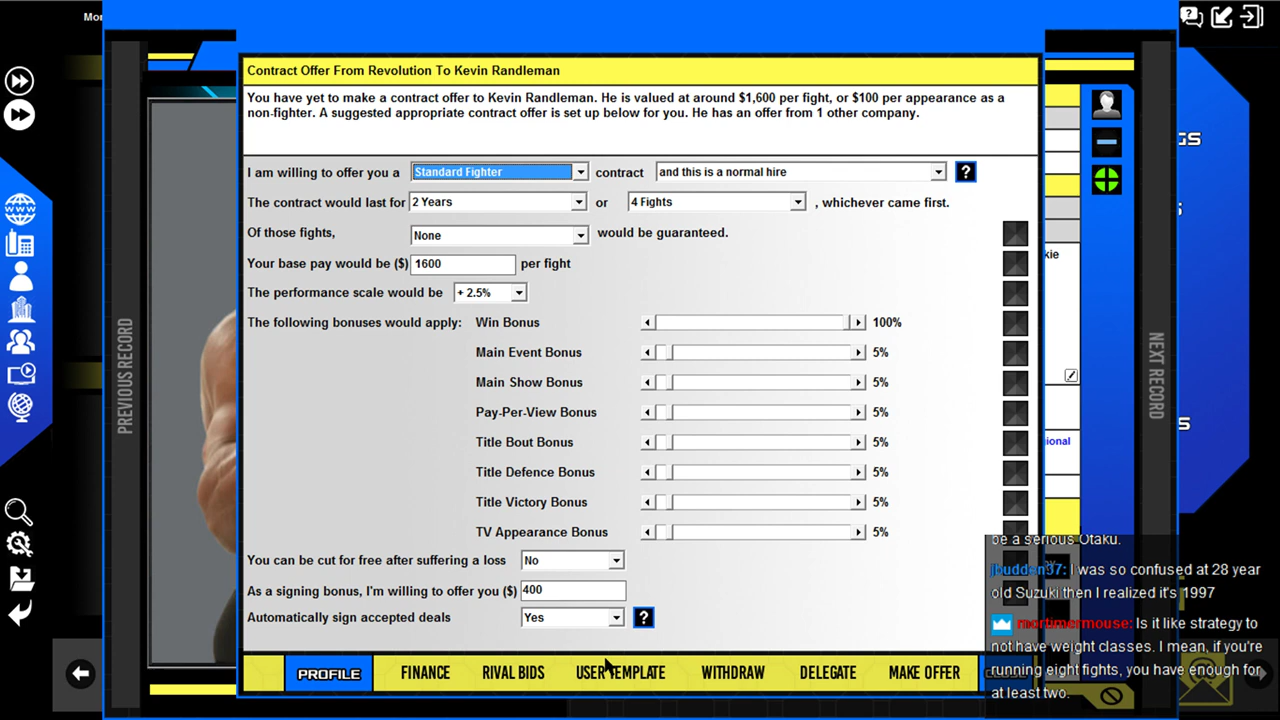 Mor
Contract Offer From Revolution To Kevin Randleman
You have yet to make a contract offer to Kevin Randleman. He is valued at around $1,600 per fight, or $100 per appearance as a
non-fighter. A suggested appropriate contract offer is set up below for you. He has an offer from 1 other company.
I am willing to offer you a Standard Fighter contract and this is a normal hire ?
The contract would last for 2 Years or 4 Fights , whichever came first.
Of those fights, None would be guaranteed.
Your base pay would be ($) 1600 per fight
The performance scale would be + 2.5%
The following bonuses would apply: Win Bonus 100%
Main Event Bonus 5%
Main Show Bonus 5%
Pay-Per-View Bonus 5%
Title Bout Bonus 5%
Title Defence Bonus 5%
Title Victory Bonus 5%
TV Appearance Bonus 5%
You can be cut for free after suffering a loss No
As a signing bonus, I'm willing to offer you ($) 400
Automatically sign accepted deals Yes ?
PROFILE FINANCE RIVAL BIDS USER TEMPLATE WITHDRAW DELEGATE MAKE OFFER
PREVIOUS RECORD
NEXT RECORD
WWW
GS
S
S
kie
ional
be a serious Otaku.
jbudden97: I was so confused at 28 year
old Suzuki then I realized it's 1997
mortimermouse: Is it like strategy to
not have weight classes. I mean, if you're
running eight fights, you have enough for
at least two.